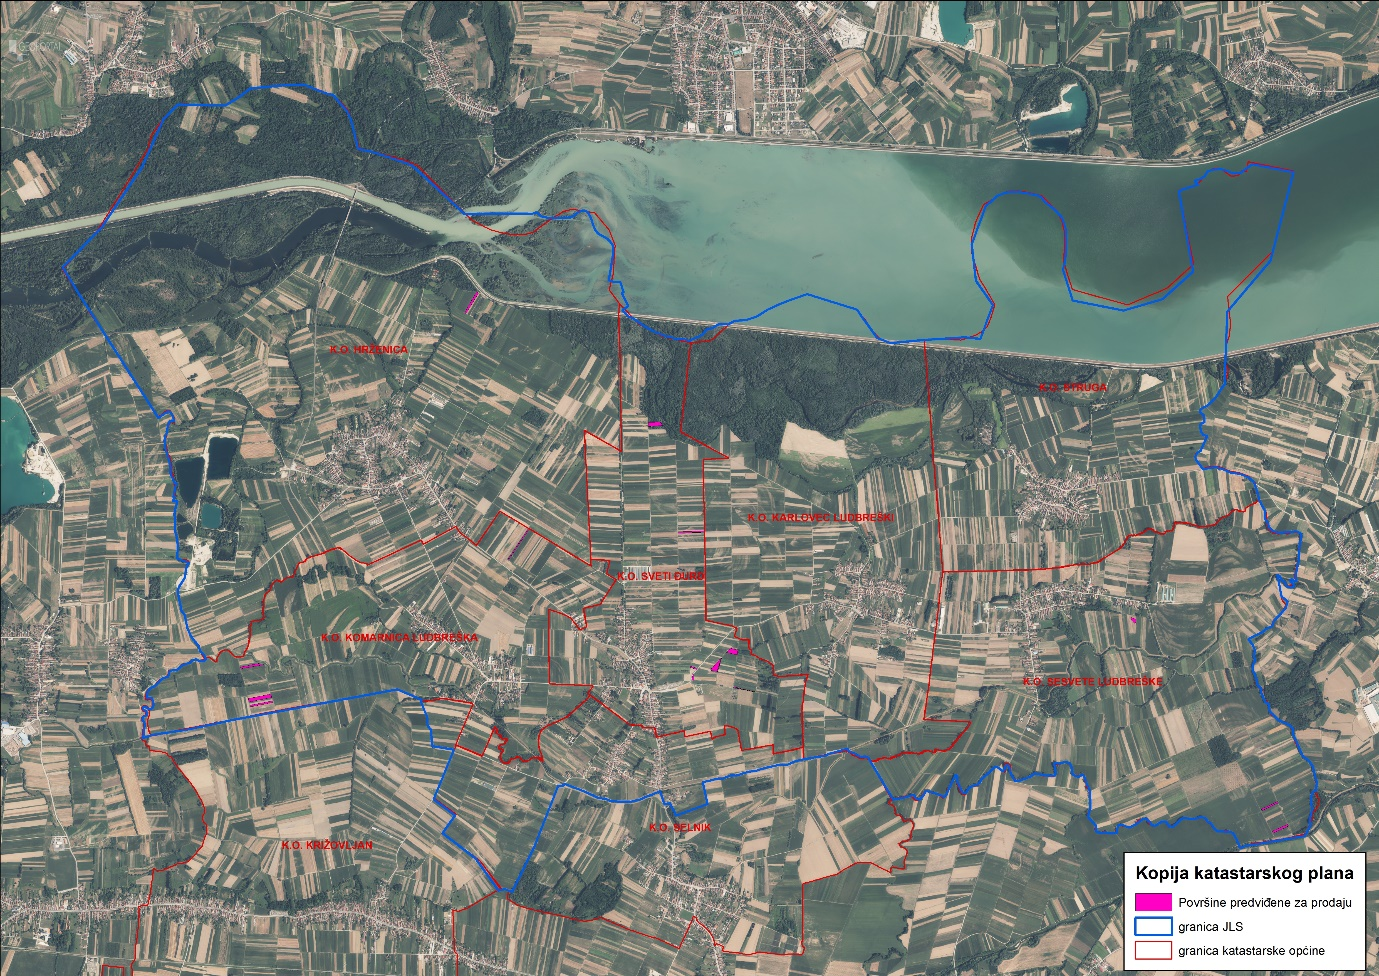 GEOPORTAL
K.O. HRŽENICA
K.O. STRUGA
K.O. KARLOVEC LUDBREŠKI
K.O. SVETI ĐURĐ
K.O. KOMARNICA LUDBREŠKA
K.O. SESVETE LUDBREŠKE
K.O. SELNIK
K.O. KRIŽOVLJAN
Kopija katastarskog plana
Površine predviđene za prodaju
granica JLS
granica katastarske općine